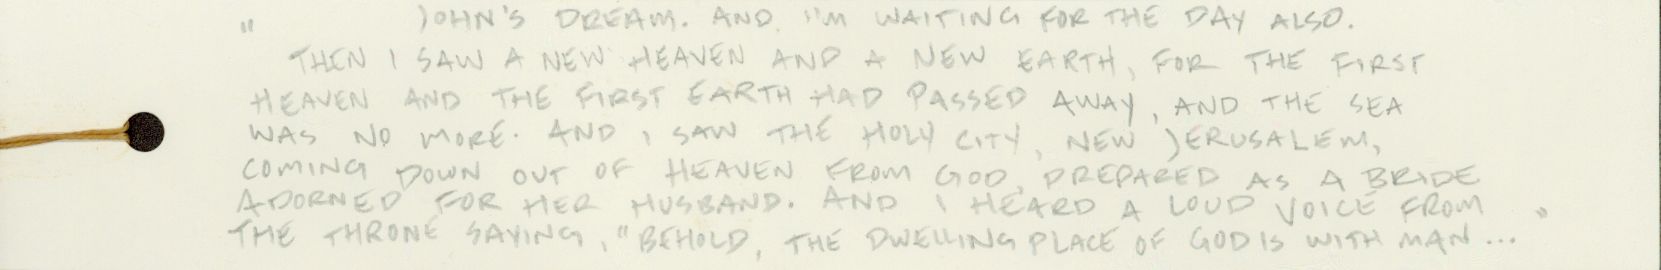 " JOHN'S DREAM. AND I'M WAITING FOR THE DAY ALSO.
THEN I SAW A NEW HEAVEN AND A NEW EARTH, FOR THE FIRST
HEAVEN AND THE FIRST EARTH HAD PASSED AWAY, AND THE SEA
WAS NO MORE. AND I SAW THE HOLY CITY, NEW JERUSALEM,
COMING DOWN OUT OF HEAVEN FROM GOD, PREPARED AS A BRIDE
ADORNED FOR HER HUSBAND. AND I HEARD A LOUD VOICE FROM "
THE THRONE SAYING, "BEHOLD, THE DWELLING PLACE OF GOD IS WITH MAN...